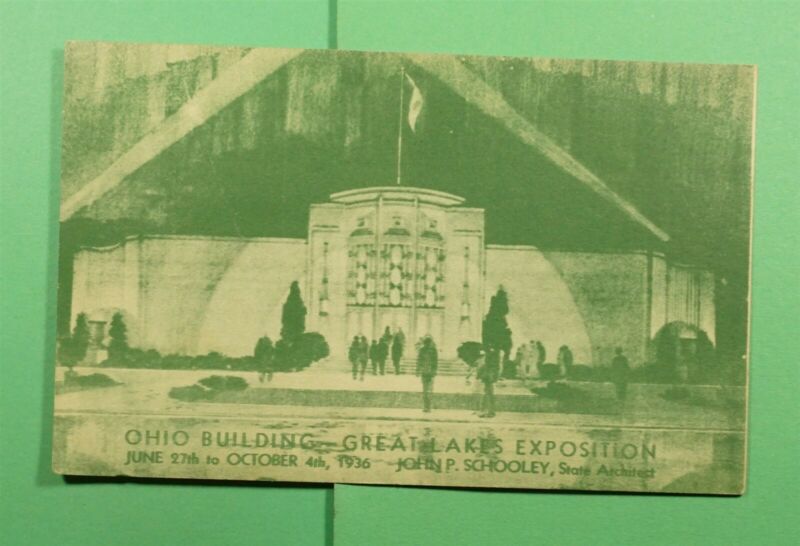 OHIO BUILDING — GREAT LAKES EXPOSITION
JUNE 27th to OCTOBER 4th, 1936 JOHN P. SCHOOLEY, State Architect